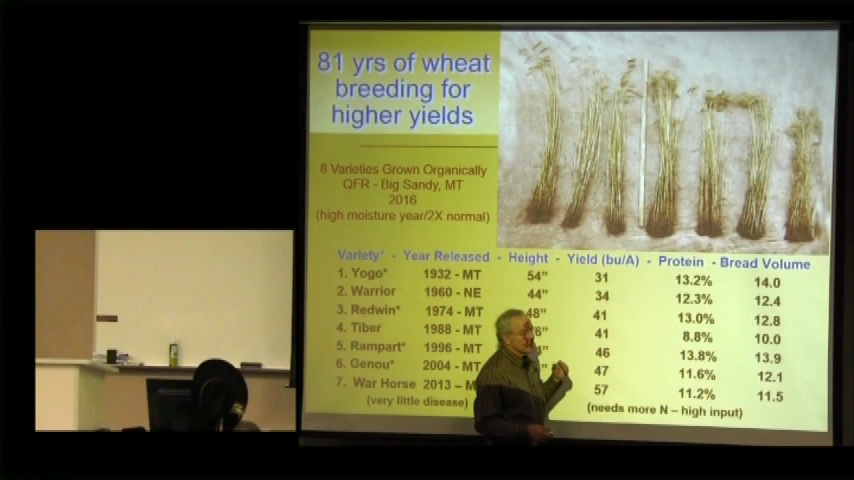 81 yrs of wheat
breeding for
higher yields
8 Varieties Grown Organically
QFR - Big Sandy, MT
2016
(high moisture year/2X normal)
Variety* - Year Released - Height - Yield (bu/A) - Protein - Bread Volume
1. Yogo* 1932 - MT 54" 31 13.2% 14.0
2. Warrior 1960 - NE 44" 34 12.3% 12.4
3. Redwin* 1974 - MT 48" 41 13.0% 12.8
4. Tiber 1988 - MT 6" 41 8.8% 10.0
5. Rampart* 1996 - MT " 46 13.8% 13.9
6. Genou* 2004 - MT " 47 11.6% 12.1
7. War Horse 2013 – M 57 11.2% 11.5
(very little disease) (needs more N – high input)